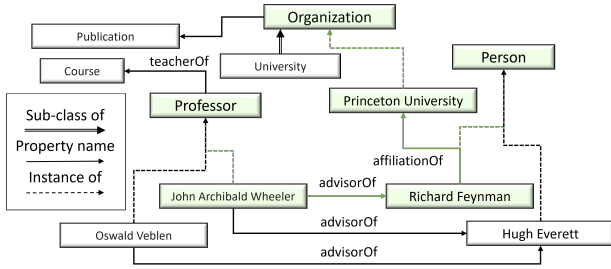 Organization
Publication
University
teacherOf
Course
Person
Professor
Princeton University
Sub-class of
Property name
Instance of
affiliationOf
John Archibald Wheeler
advisorOf
Richard Feynman
advisorOf
Oswald Veblen
Hugh Everett
advisorOf